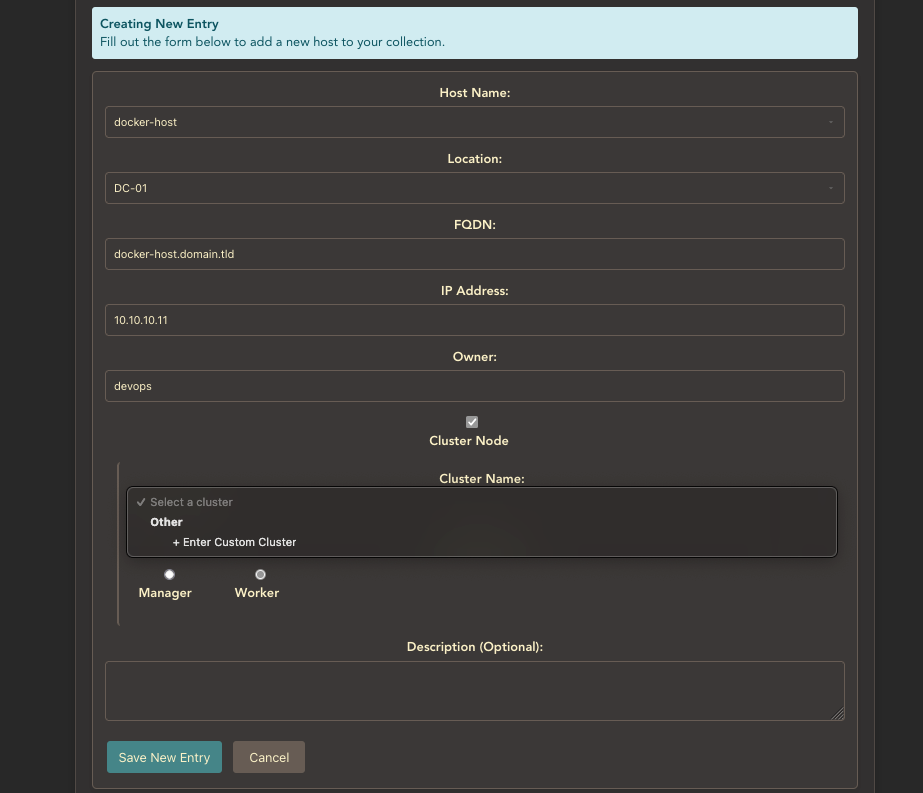 Creating New Entry
Fill out the form below to add a new host to your collection.
Host Name:
docker-host
Location:
DC-01
FQDN:
docker-host.domain.tld
IP Address:
10.10.10.11
Owner:
devops
Cluster Node
Cluster Name:
✓ Select a cluster
Other
+ Enter Custom Cluster
Manager Worker
Description (Optional):
Save New Entry Cancel